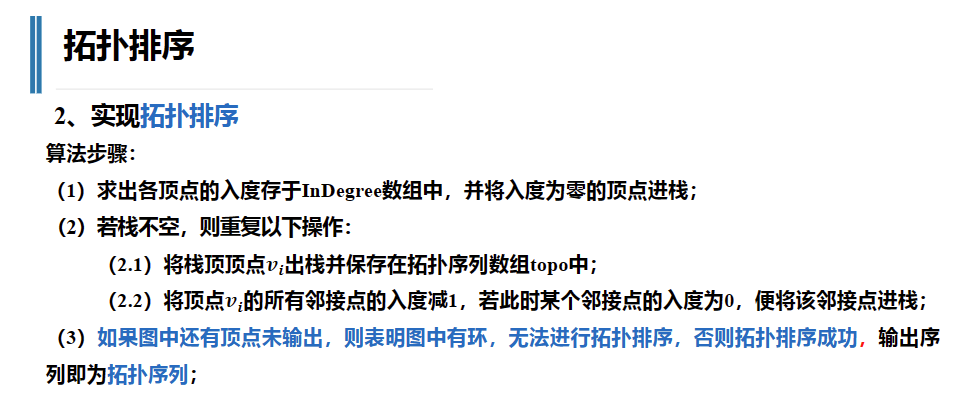 拓扑排序
2、实现拓扑排序
算法步骤：
（1）求出各顶点的入度存于InDegree数组中，并将入度为零的顶点进栈；
（2）若栈不空，则重复以下操作：
（2.1）将栈顶顶点𝑣𝑖出栈并保存在拓扑序列数组topo中；
（2.2）将顶点𝑣𝑖的所有邻接点的入度减1，若此时某个邻接点的入度为0，便将该邻接点进栈；
（3）如果图中还有顶点未输出，则表明图中有环，无法进行拓扑排序，否则拓扑排序成功，输出序
列即为拓扑序列；